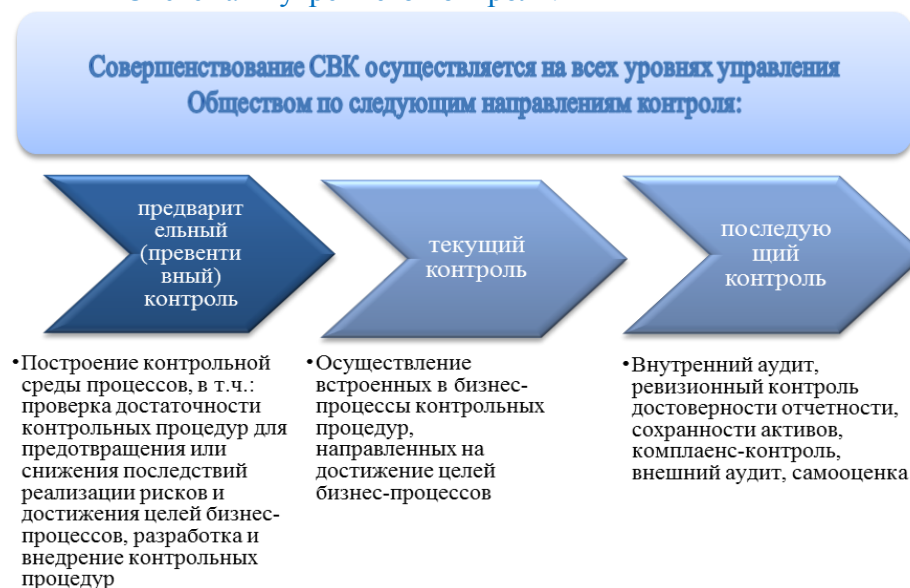 Совершенствование СВК осуществляется на всех уровнях управления
Обществом по следующим направлениям контроля:
предварит
ельный
(превенти
вный)
контроль
•Построение контрольной
среды процессов, в т.ч.:
проверка достаточности
контрольных процедур для
предотвращения или
снижения последствий
реализации рисков и
достижения целей бизнес-
процессов, разработка и
внедрение контрольных
процедур
текущий
контроль
•Осуществление
встроенных в бизнес-
процессы контрольных
процедур,
направленных на
достижение целей
бизнес-процессов
последую
щий
контроль
•Внутренний аудит,
ревизионный контроль
достоверности отчетности,
сохранности активов,
комплаенс-контроль,
внешний аудит, самооценка